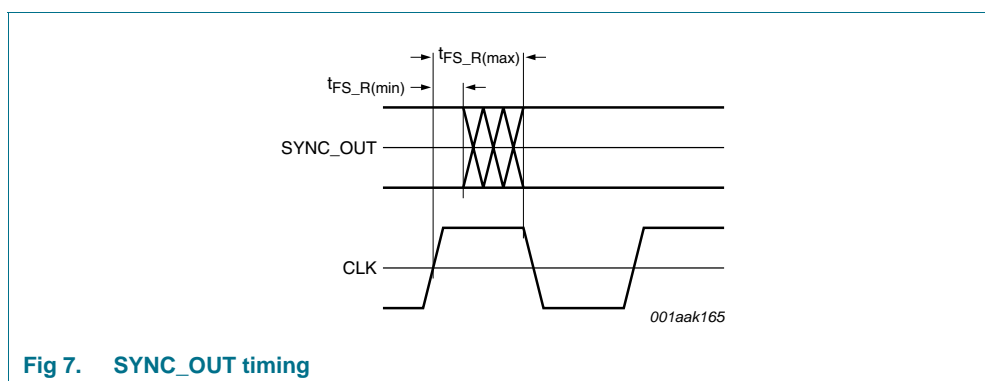 tFS_R(max)
tFS_R(min)
SYNC_OUT
CLK
001aak165
Fig 7. SYNC_OUT timing